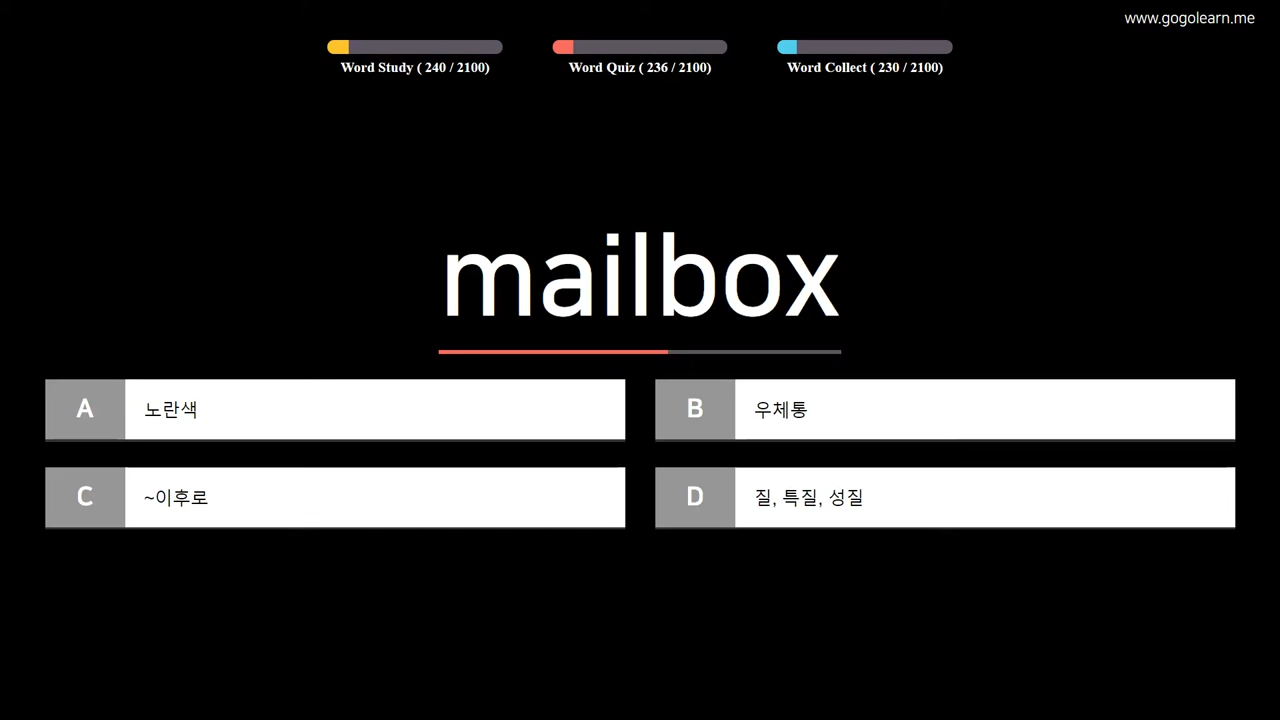 www.gogolearn.me
Word Study ( 240 / 2100)
Word Quiz ( 236 / 2100)
Word Collect ( 230 / 2100)
mailbox
A 노란색
B 우체통
C ~이후로
D 질, 특질, 성질